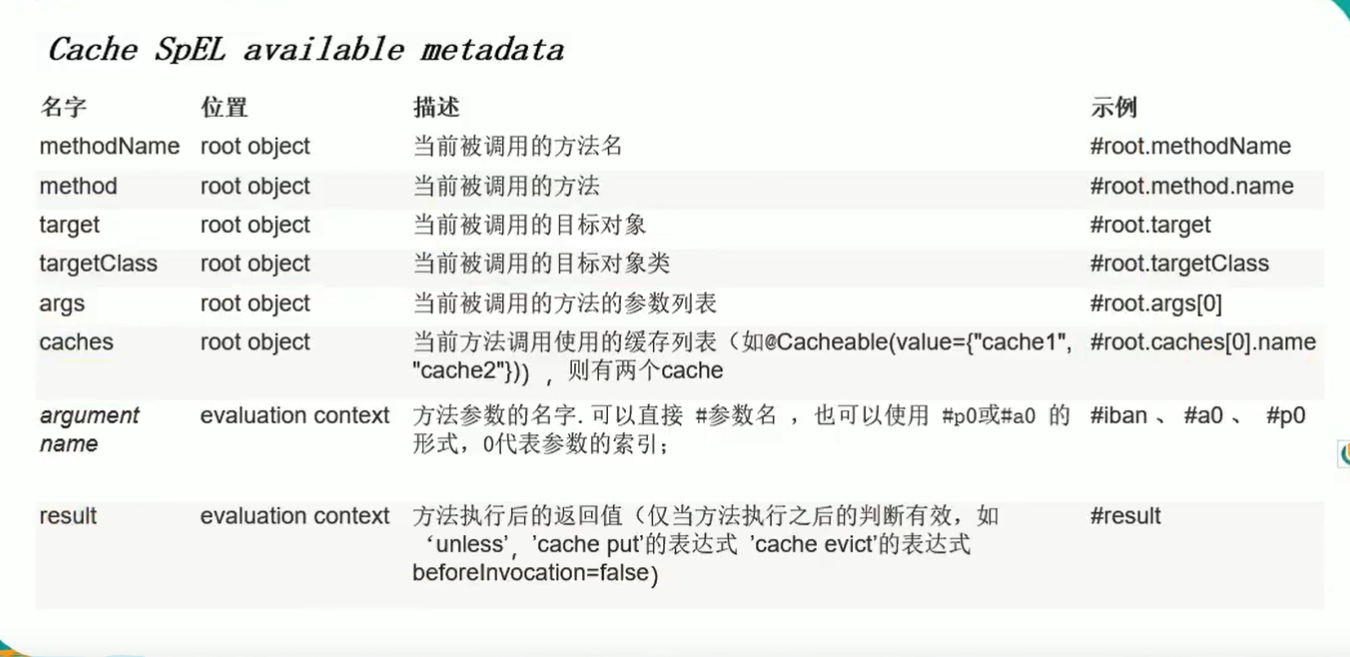 Cache SpEL available metadata
名字 位置 描述 示例
methodName root object 当前被调用的方法名 #root.methodName
method root object 当前被调用的方法 #root.method.name
target root object 当前被调用的目标对象 #root.target
targetClass root object 当前被调用的目标对象类 #root.targetClass
args root object 当前被调用的方法的参数列表 #root.args[0]
caches root object 当前方法调用使用的缓存列表（如@Cacheable(value={"cache1", #root.caches[0].name
"cache2"})），则有两个cache
argument evaluation context 方法参数的名字. 可以直接 #参数名 ，也可以使用 #p0或#a0 的 #iban 、 #a0 、 #p0
name 形式，0代表参数的索引；
result evaluation context 方法执行后的返回值（仅当方法执行之后的判断有效，如 #result
‘unless’，'cache put'的表达式 'cache evict'的表达式
beforeInvocation=false）